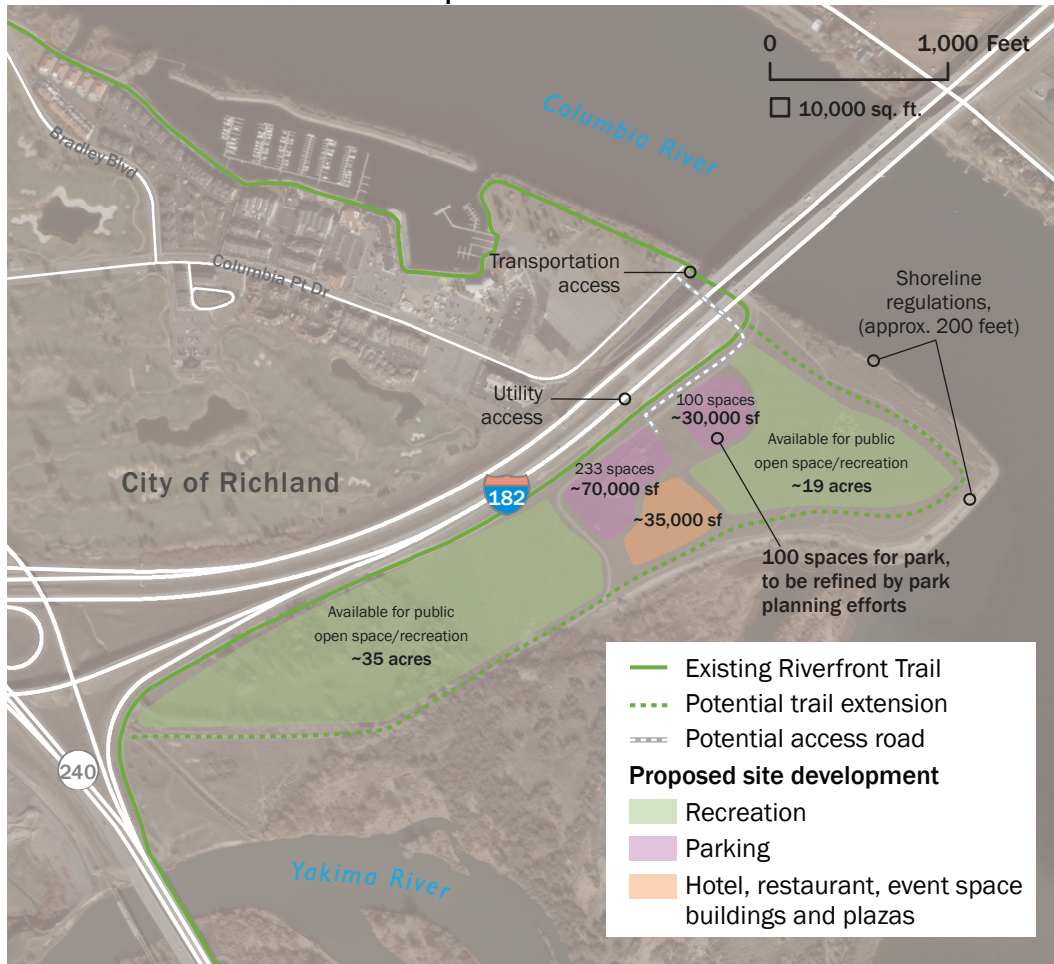 0 1,000 Feet
10,000 sq. ft.
Columbia River
Bradley Blvd
Columbia Pt Dr
Transportation
access
Shoreline
regulations,
(approx. 200 feet)
Utility
access
100 spaces
~30,000 sf
Available for public
open space/recreation
~19 acres
City of Richland
182
233 spaces
~70,000 sf
~35,000 sf
100 spaces for park,
to be refined by park
planning efforts
Available for public
open space/recreation
~35 acres
240
Yakima River
Existing Riverfront Trail
Potential trail extension
Potential access road
Proposed site development
Recreation
Parking
Hotel, restaurant, event space
buildings and plazas